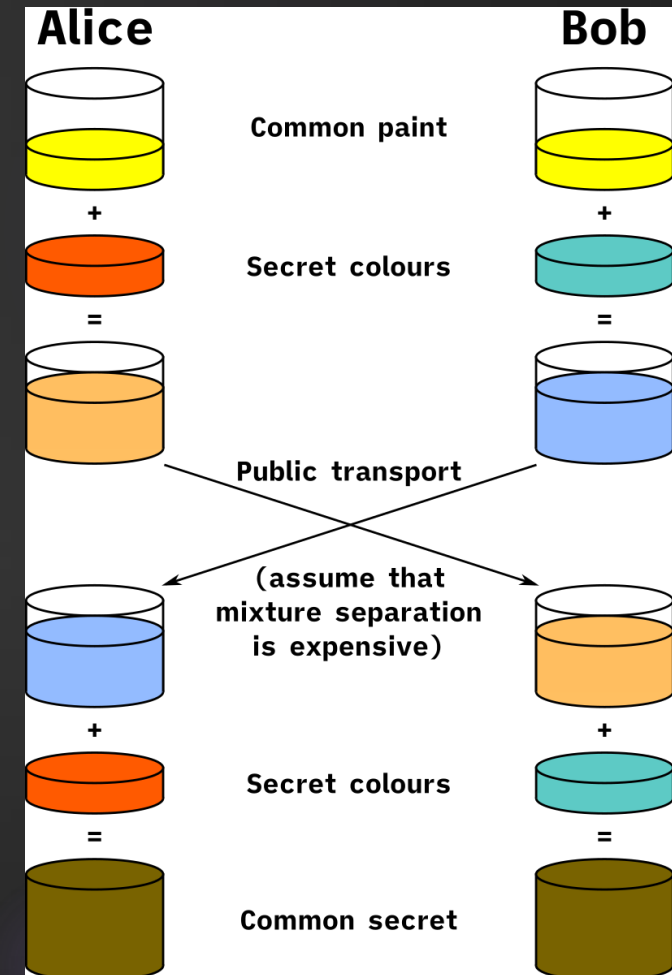 Alice
Bob
Common paint
+
+
Secret colours
=
=
Public transport
(assume that
mixture separation
is expensive)
+
+
Secret colours
=
=
Common secret